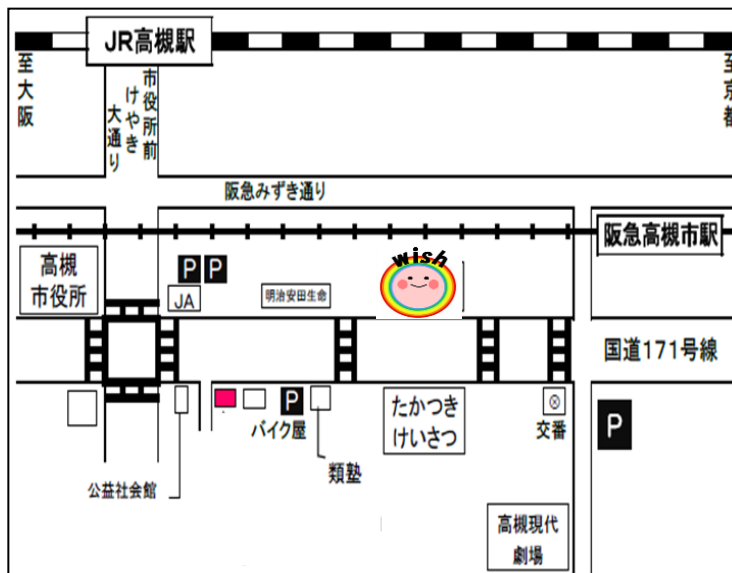 JR高槻駅
至大阪
市役所前
けやき
大通り
至京都
阪急みずき通り
阪急高槻市駅
高槻
市役所
P P
JA
明治安田生命
wish
国道171号線
P
バイク屋
類塾
たかつき
けいさつ
交番
P
公益社会館
高槻現代
劇場